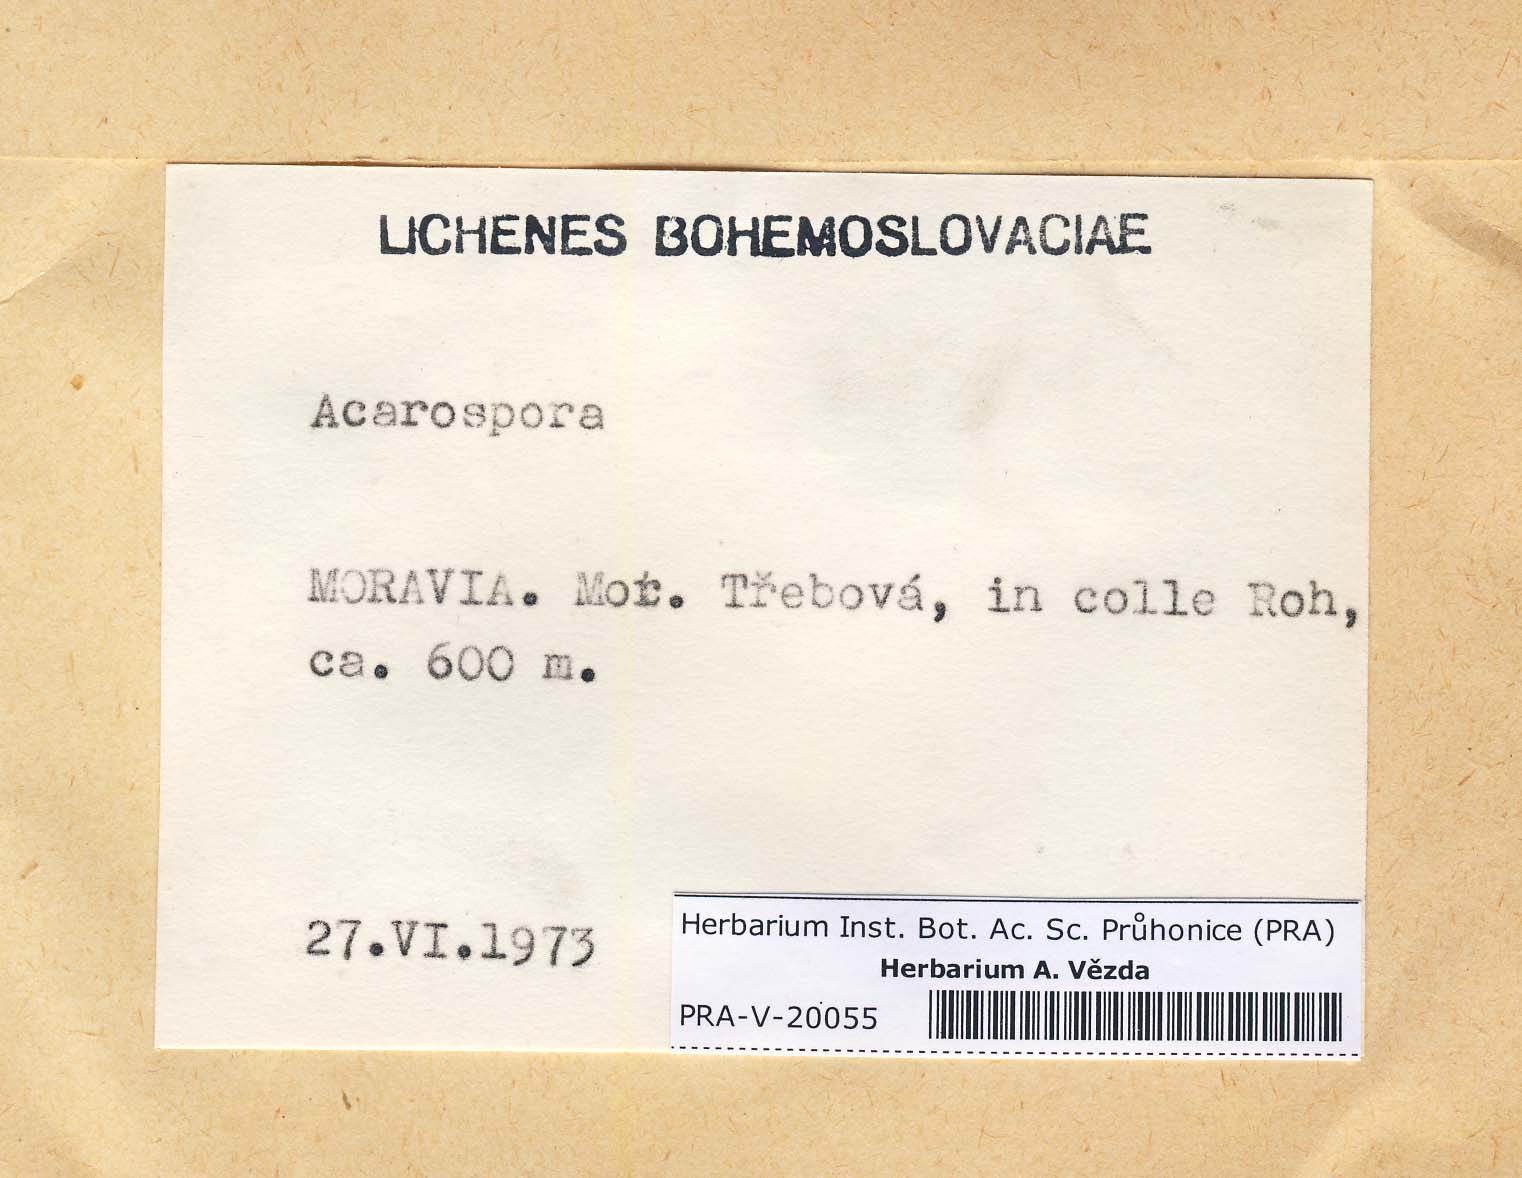 LICHENES BOHEMOSLOVACIAE
Acarospora
MORAVIA. Mor. Třebová, in colle Roh,
ca. 600 m.
27.VI.1973
Herbarium Inst. Bot. Ac. Sc. Průhonice (PRA)
Herbarium A. Vězda
PRA-V-20055